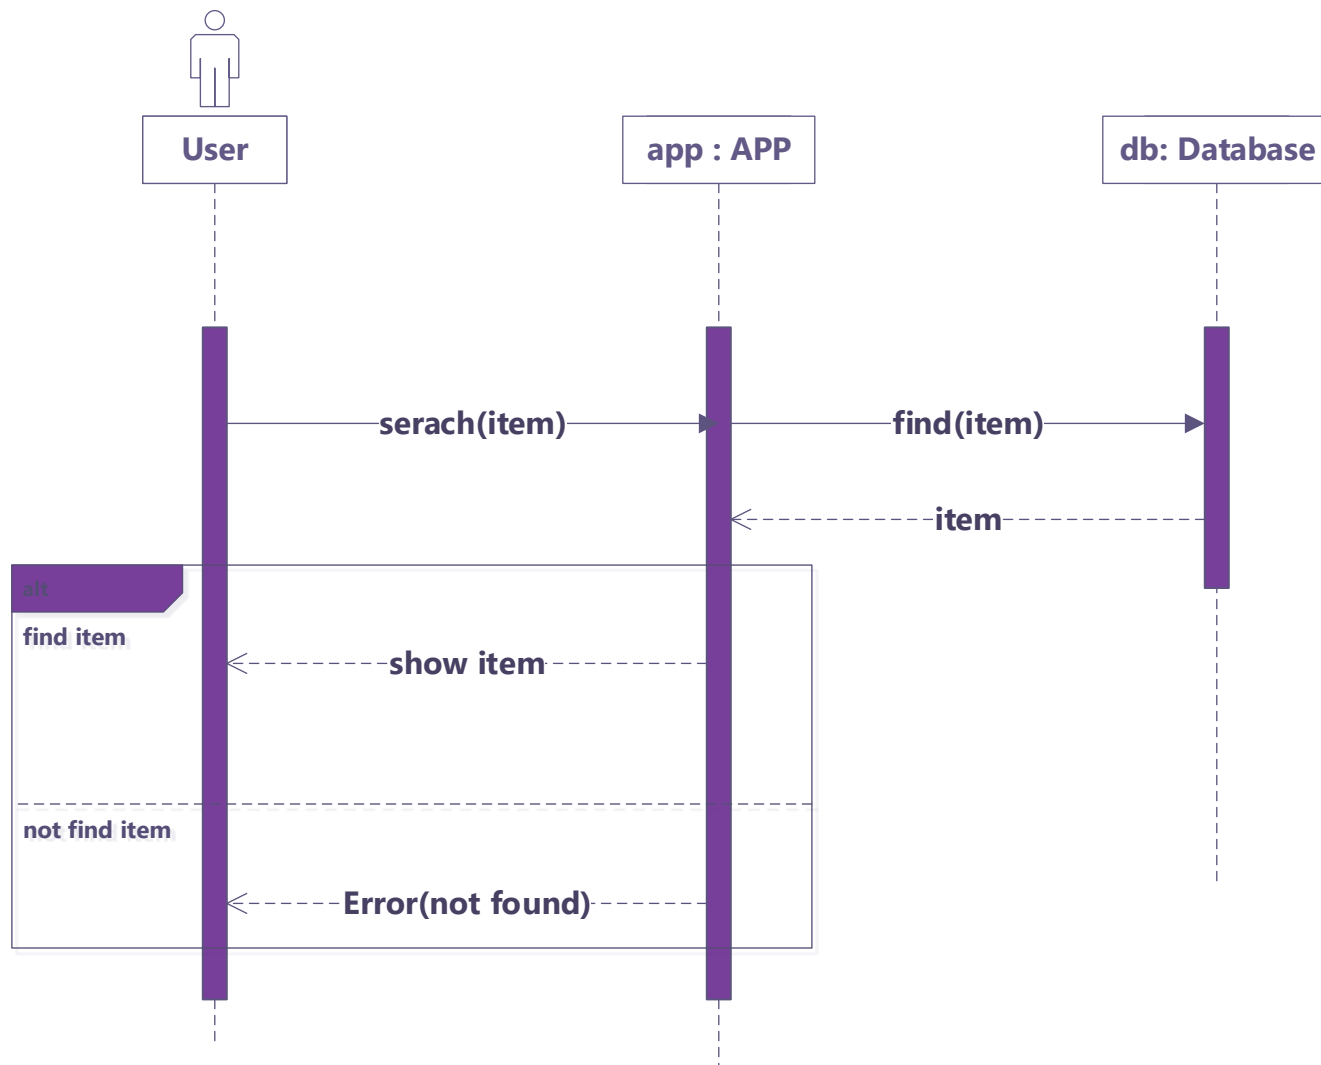 User
app : APP
db: Database
serach(item)
find(item)
item
alt
find item
show item
not find item
Error(not found)